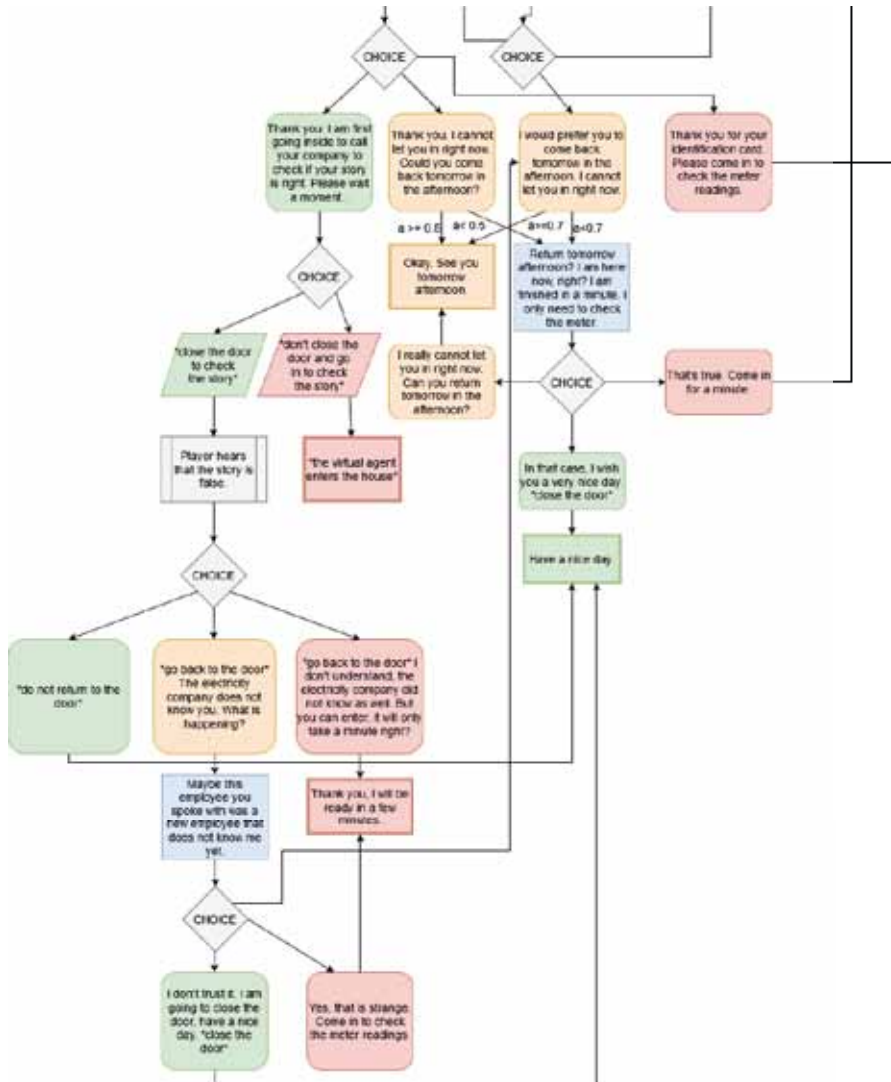 CHOICE
CHOICE
Thank you. I am first
going inside to call
your company to
check if your story
is right. Please wait
a moment.
Thank you. I cannot
let you in right now.
Could you come
back tomorrow in
the afternoon?
I would prefer you to
come back
tomorrow in the
afternoon. I cannot
let you in right now.
Thank you for your
identification card.
Please come in to
check the meter
readings.
a< 0.5
a>=0.7
a<0.7
CHOICE
Okay. See you
tomorrow
afternoon
Return tomorrow
afternoon? I am here
now, right? I am
finished in a minute. I
only need to check
the meter.
"close the door
to check
the story"
"don't close the
door and go
in to check
the story"
I really cannot let
you in right now.
Can you return
tomorrow in the
afternoon?
CHOICE
That's true. Come in
for a minute
Player hears
that the story is
false.
"the virtual agent
enters the house"
In that case, I wish
you a very nice day
"close the door"
Have a nice day.
CHOICE
"do not return to the
door"
"go back to the door"
The electricity
company does not
know you. What is
happening?
"go back to the door" I
don't understand, the
electricity company did
not know as well. But
you can enter, it will only
take a minute right?
Maybe this
employee you
spoke with was a
new employee that
does not know me
yet.
Thank you, I will be
ready in a few
minutes.
CHOICE
I don't trust it. I am
going to close the
door, have a nice
day. "close the
door"
Yes, that is strange.
Come in to check
the meter readings